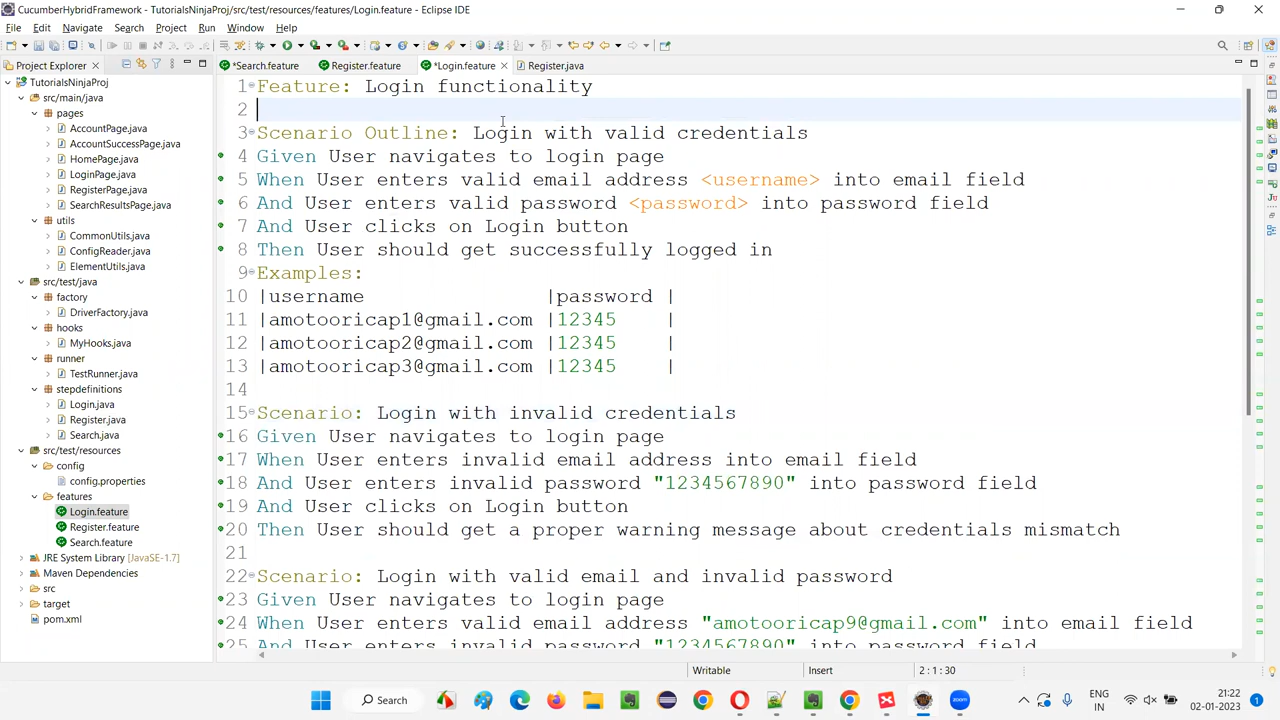 CucumberHybridFramework - TutorialsNinjaProj/src/test/resources/features/Login.feature - Eclipse IDE
File Edit Navigate Search Project Run Window Help
Project Explorer
*Search.feature Register.feature *Login.feature Register.java
TutorialsNinjaProj
src/main/java
pages
AccountPage.java
AccountSuccessPage.java
HomePage.java
LoginPage.java
RegisterPage.java
SearchResultsPage.java
utils
CommonUtils.java
ConfigReader.java
ElementUtils.java
src/test/java
factory
DriverFactory.java
hooks
MyHooks.java
runner
TestRunner.java
stepdefinitions
Login.java
Register.java
Search.java
src/test/resources
config
config.properties
features
Login.feature
Register.feature
Search.feature
JRE System Library [JavaSE-1.7]
Maven Dependencies
src
target
pom.xml
1 Feature: Login functionality
2
3 Scenario Outline: Login with valid credentials
4 Given User navigates to login page
5 When User enters valid email address <username> into email field
6 And User enters valid password <password> into password field
7 And User clicks on Login button
8 Then User should get successfully logged in
9 Examples:
10 |username |password |
11 |amotooricap1@gmail.com |12345 |
12 |amotooricap2@gmail.com |12345 |
13 |amotooricap3@gmail.com |12345 |
14
15 Scenario: Login with invalid credentials
16 Given User navigates to login page
17 When User enters invalid email address into email field
18 And User enters invalid password "1234567890" into password field
19 And User clicks on Login button
20 Then User should get a proper warning message about credentials mismatch
21
22 Scenario: Login with valid email and invalid password
23 Given User navigates to login page
24 When User enters valid email address "amotooricap9@gmail.com" into email field
25 And User enters invalid password "1234567890" into password field
Writable Insert 2 : 1 : 30
Search
ENG
IN
21:22
02-01-2023
1